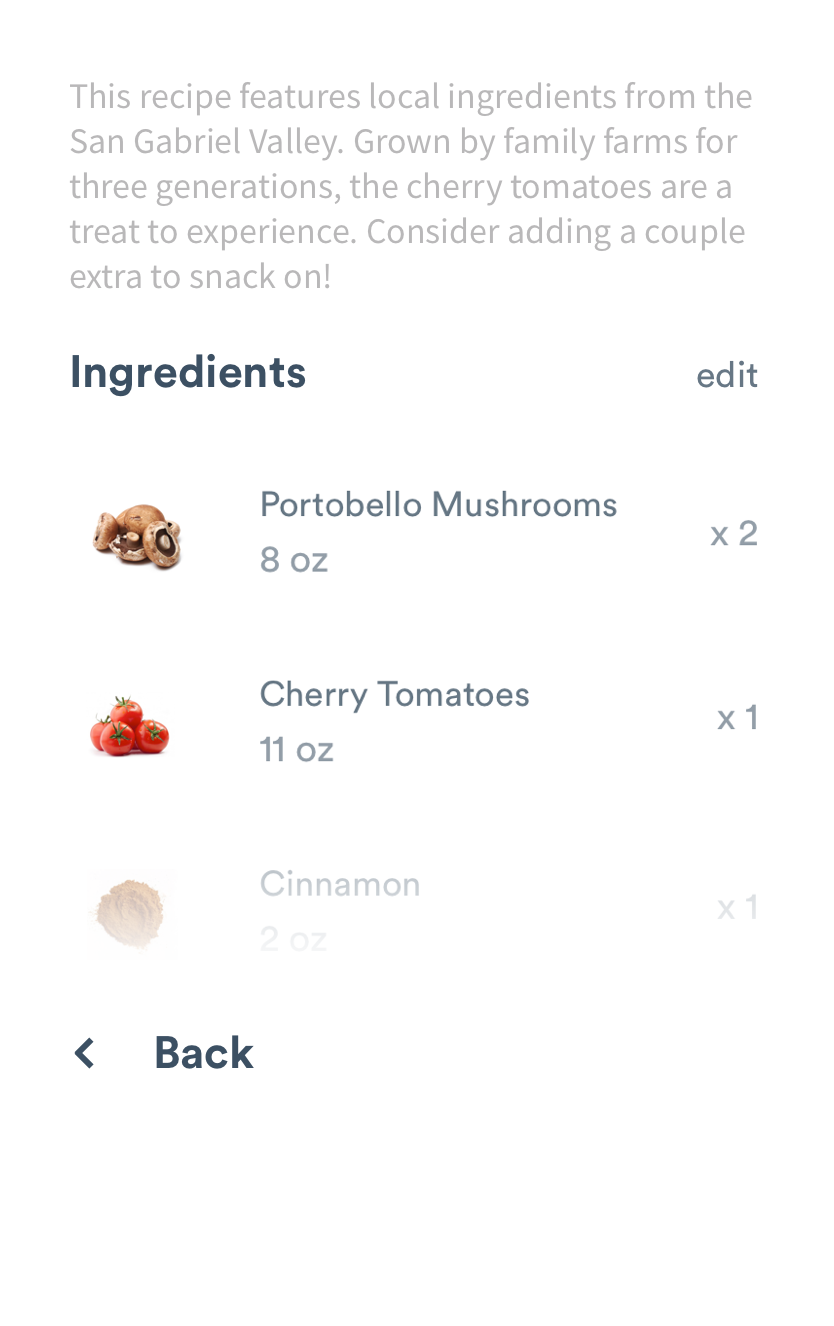 This recipe features local ingredients from the
San Gabriel Valley. Grown by family farms for
three generations, the cherry tomatoes are a
treat to experience. Consider adding a couple
extra to snack on!
Ingredients edit
Portobello Mushrooms
8 oz
x 2
Cherry Tomatoes
11 oz
x 1
Cinnamon
2 oz
x 1
Back